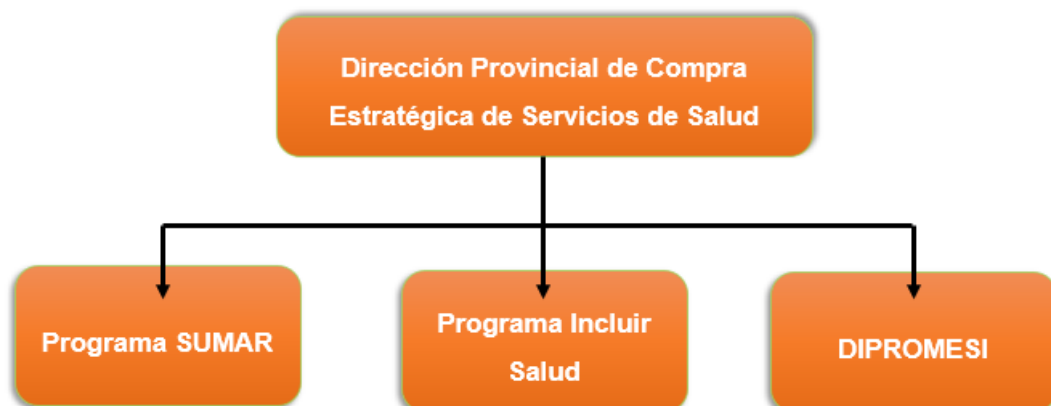 Dirección Provincial de Compra
Estratégica de Servicios de Salud
Programa SUMAR
Programa Incluir
Salud
DIPROMESI